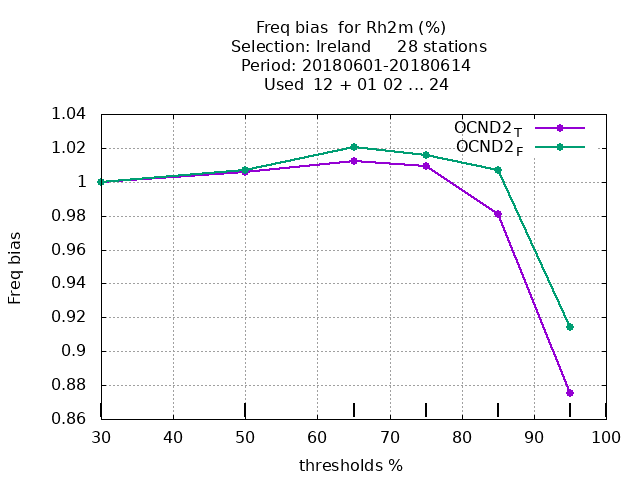 Freq bias  for Rh2m (%)
Selection: Ireland     28 stations
Period: 20180601-20180614
Used  12 + 01 02 ... 24
OCND2T
OCND2F
1.04
1.02
1
0.98
0.96
0.94
0.92
0.9
0.88
0.86
Freq bias
30 40 50 60 70 80 90 100
thresholds %